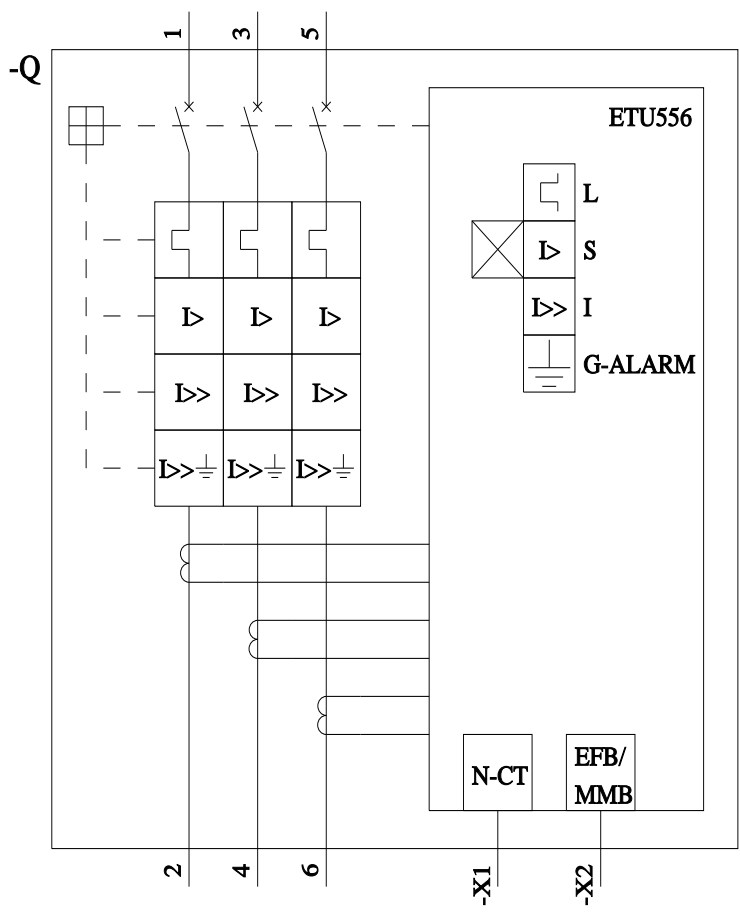 1 3 5
-Q
ETU556
L
I> S
I>> I
G-ALARM
I> I> I>
I>> I>> I>>
I>> I>> I>>
N-CT
EFB/
MMB
2 4 6
-X1 -X2